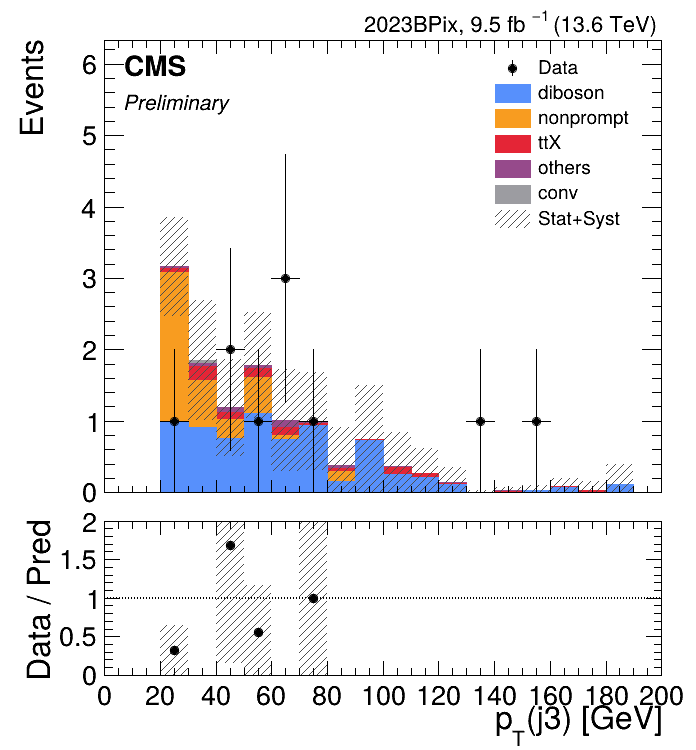 2023BPix, 9.5 fb⁻¹ (13.6 TeV)
CMS
Preliminary
Data
diboson
nonprompt
ttX
others
conv
Stat+Syst
Events
6
5
4
3
2
1
0
Data / Pred
2
1.5
1
0.5
0
0 20 40 60 80 100 120 140 160 180 200
p_T(j3) [GeV]